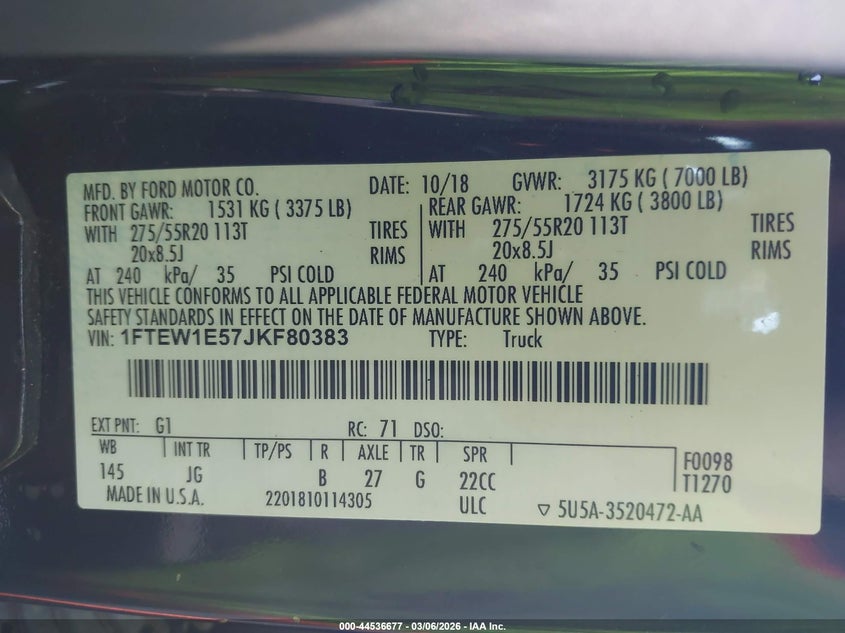 MFD. BY FORD MOTOR CO. DATE: 10/18 GVWR: 3175 KG ( 7000 LB)
FRONT GAWR: 1531 KG ( 3375 LB) REAR GAWR: 1724 KG ( 3800 LB)
WITH 275/55R20 113T TIRES WITH 275/55R20 113T TIRES
20x8.5J RIMS 20x8.5J RIMS
AT 240 kPa/ 35 PSI COLD AT 240 kPa/ 35 PSI COLD
THIS VEHICLE CONFORMS TO ALL APPLICABLE FEDERAL MOTOR VEHICLE
SAFETY STANDARDS IN EFFECT ON THE DATE OF MANUFACTURE SHOWN ABOVE.
VIN: 1FTEW1E57JKF80383 TYPE: Truck
EXT PNT: G1 RC: 71 DSO:
WB INT TR TP/PS R AXLE TR SPR
145 JG B 27 G 22CC
F0098
T1270
MADE IN U.S.A. 2201810114305 ULC ▽ 5U5A-3520472-AA
000-44536677 - 03/06/2026 - IAA Inc.